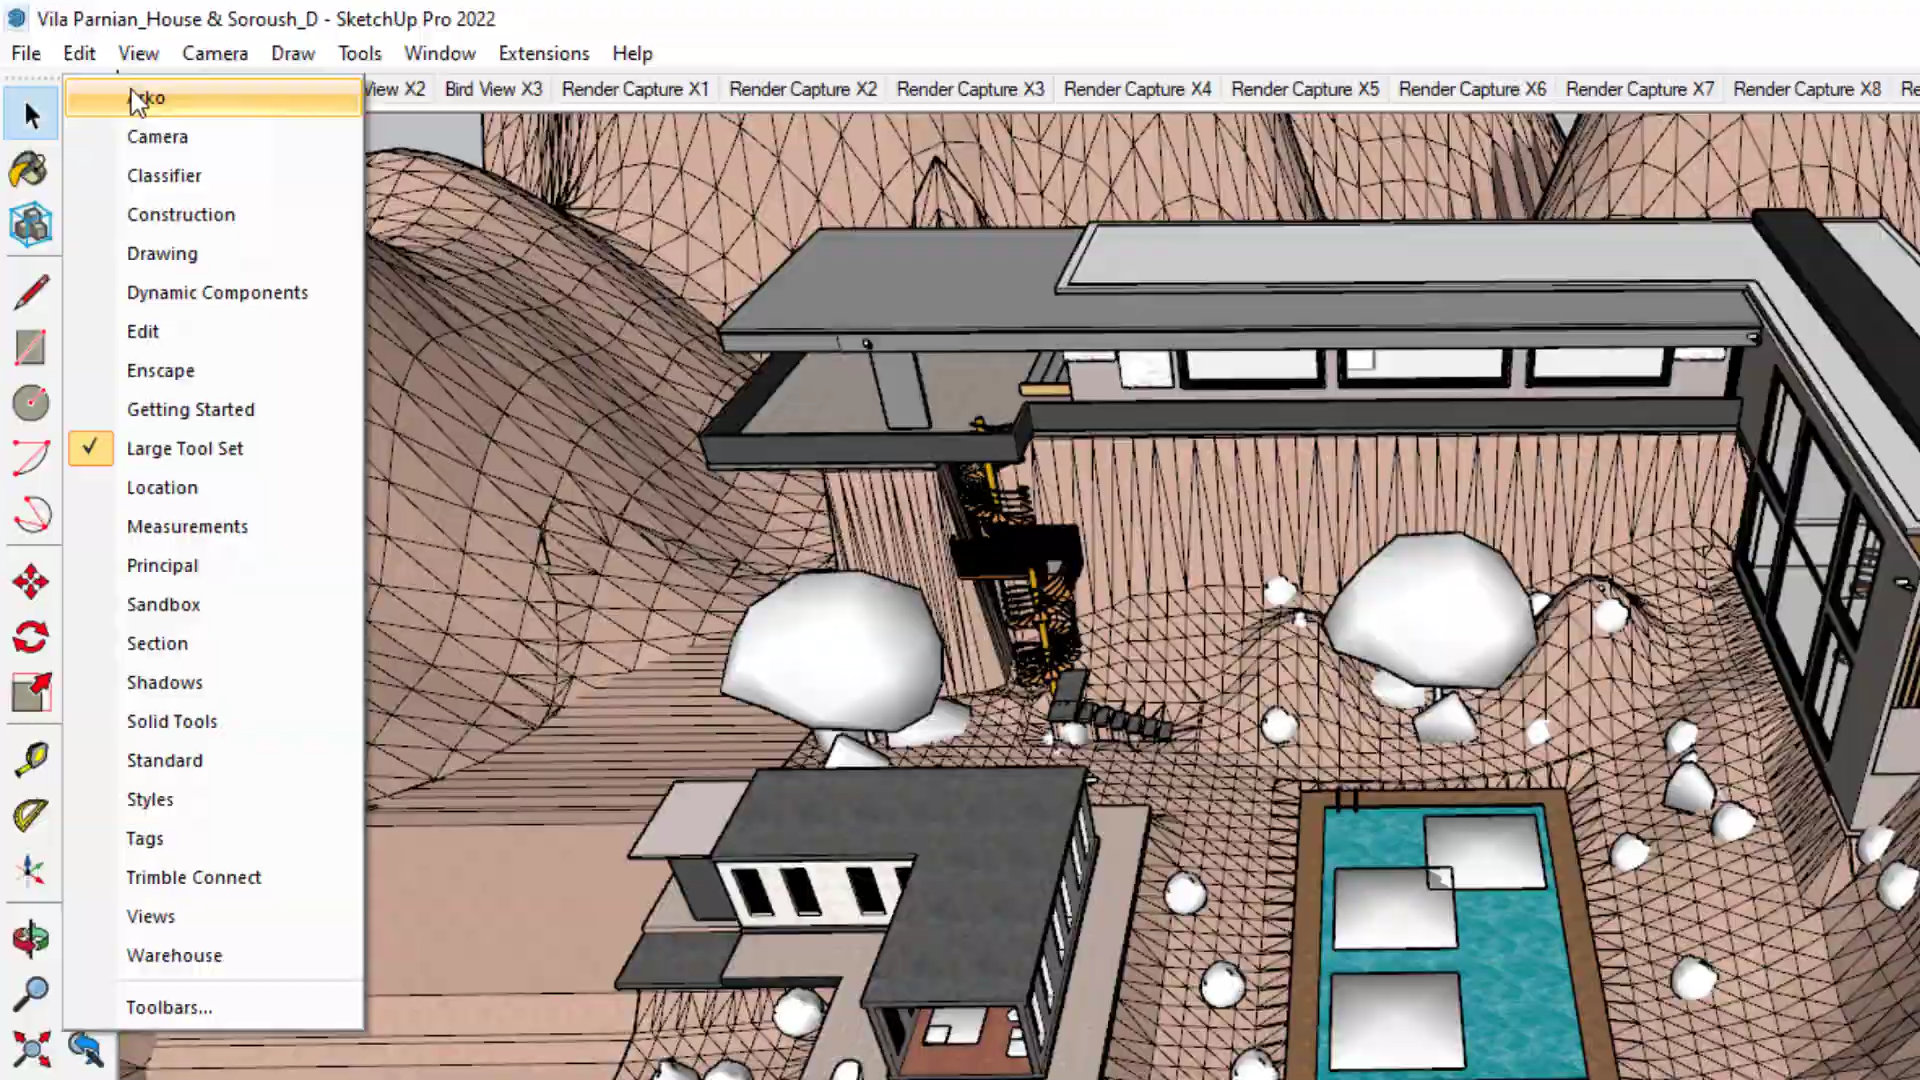 Vila Parnian_House & Soroush_D - SketchUp Pro 2022
File Edit View Camera Draw Tools Window Extensions Help
View X2 Bird View X3 Render Capture X1 Render Capture X2 Render Capture X3 Render Capture X4 Render Capture X5 Render Capture X6 Render Capture X7 Render Capture X8
Camera
Classifier
Construction
Drawing
Dynamic Components
Edit
Enscape
Getting Started
Large Tool Set
Location
Measurements
Principal
Sandbox
Section
Shadows
Solid Tools
Standard
Styles
Tags
Trimble Connect
Views
Warehouse
Toolbars...